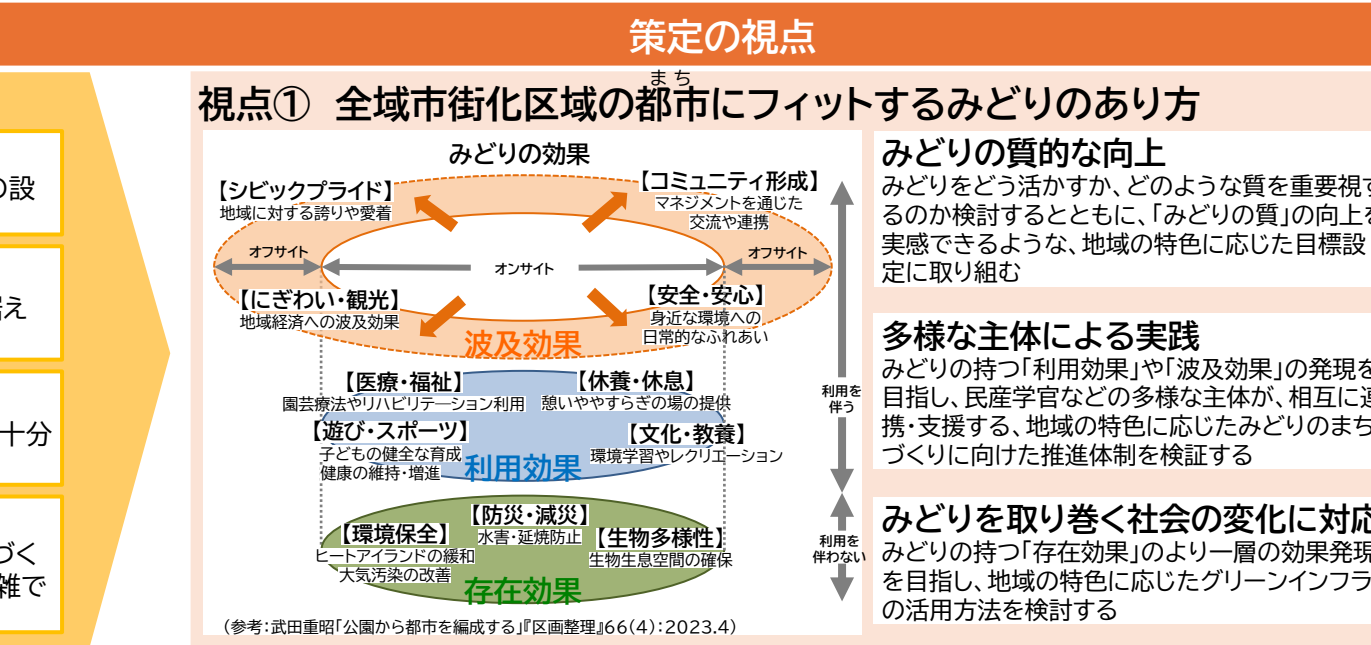 策定の視点
の設
据え
十分
づく
雑で
視点① 全域市街化区域の都市にフィットするみどりのあり方
まち
みどりの効果
【シビックプライド】
地域に対する誇りや愛着
【コミュニティ形成】
マネジメントを通じた
交流や連携
オフサイト
オンサイト
オフサイト
【にぎわい・観光】
地域経済への波及効果
【安全・安心】
身近な環境への
日常的なふれあい
波及効果
【医療・福祉】
園芸療法やリハビリテーション利用
【休養・休息】
憩いややすらぎの場の提供
【遊び・スポーツ】
子どもの健全な育成
健康の維持・増進
【文化・教養】
環境学習やレクリエーション
利用効果
【環境保全】
ヒートアイランドの緩和
大気汚染の改善
【防災・減災】
水害・延焼防止
【生物多様性】
生物生息空間の確保
存在効果
利用を
伴う
利用を
伴わない
(参考:武田重昭「公園から都市を編成する」『区画整理』66(4):2023.4)
みどりの質的な向上
みどりをどう活かすか、どのような質を重要視す
るのか検討するとともに、「みどりの質」の向上を
実感できるような、地域の特色に応じた目標設
定に取り組む
多様な主体による実践
みどりの持つ「利用効果」や「波及効果」の発現を
目指し、民産学官などの多様な主体が、相互に連
携・支援する、地域の特色に応じたみどりのまち
づくりに向けた推進体制を検証する
みどりを取り巻く社会の変化に対応
みどりの持つ「存在効果」のより一層の効果発現
を目指し、地域の特色に応じたグリーンインフラ
の活用方法を検討する